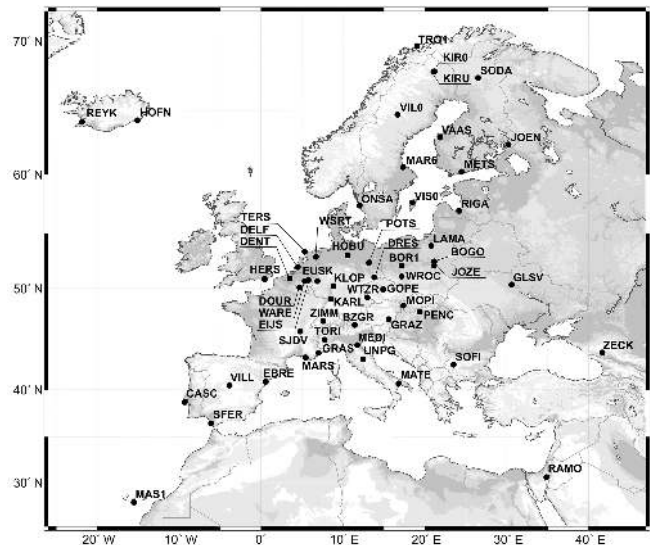 70° N
TRO1
KIR0
KIRU
SODA
REYK
HOFN
VIL0
VAAS
JOEN
60° N
MAR6
METS
ONSA
VIS0
RIGA
TERS
WSRT
POTS
DELF
DENT
HOBU
DRES
LAMA
BOR1
BOGO
50° N
HERS
EUSK
KLOP
WROC
JOZE
GLSV
DOUR
WTZR
GOPE
WARE
KARL
MOPI
EIJS
ZIMM
BZGR
PENC
GRAZ
SJDV
TORI
MEDI
GRAS
UNPG
ZECK
MARS
SOFI
VILL
EBRE
MATE
40° N
CASC
SFER
30° N
MAS1
RAMO
20° W
10° W
0°
10° E
20° E
30° E
40° E